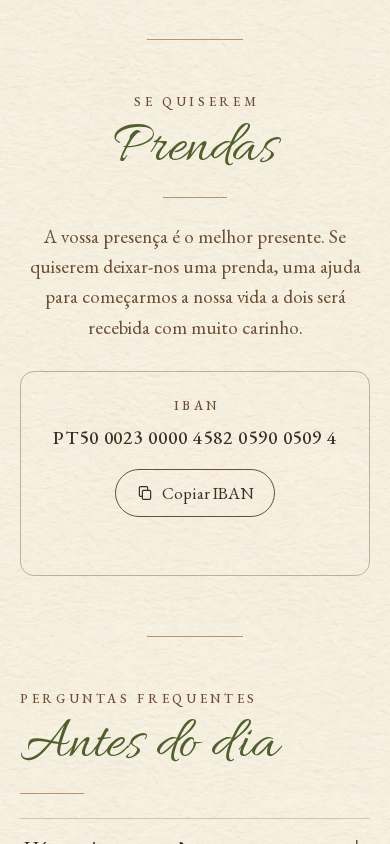 SE QUISEREM
Prendas
A vossa presença é o melhor presente. Se
quiserem deixar-nos uma prenda, uma ajuda
para começarmos a nossa vida a dois será
recebida com muito carinho.
IBAN
PT50 0023 0000 4582 0590 0509 4
Copiar IBAN
PERGUNTAS FREQUENTES
Antes do dia